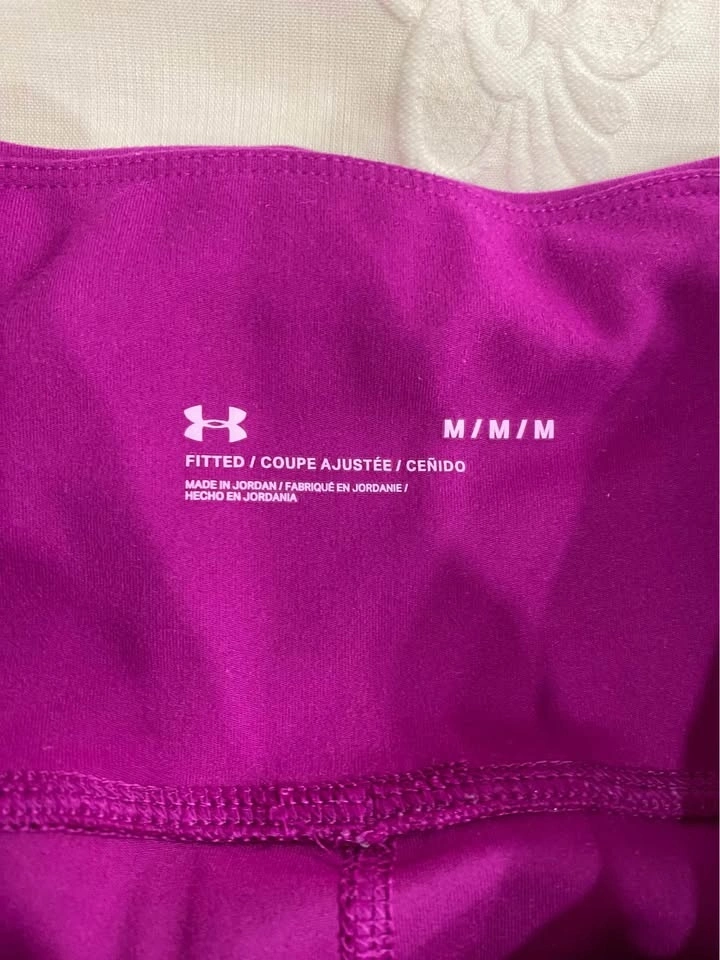 M / M / M
FITTED / COUPE AJUSTÉE / CEÑIDO
MADE IN JORDAN / FABRIQUÉ EN JORDANIE /
HECHO EN JORDANIA